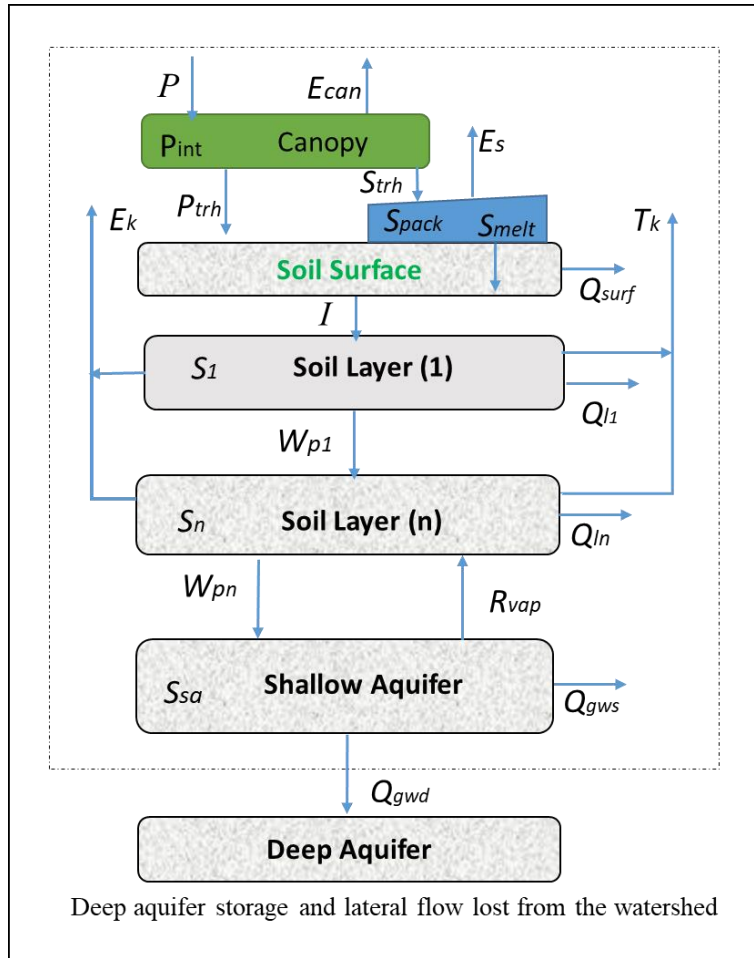 P
Ecan
Pint Canopy
Es
Strh
Ptrh
Ek
Tk
Spack Smelt
Soil Surface
Qsurf
I
S1 Soil Layer (1)
Ql1
Wp1
Sn Soil Layer (n)
Qln
Wpn
Rvap
Ssa Shallow Aquifer
Qgws
Qgwd
Deep Aquifer
Deep aquifer storage and lateral flow lost from the watershed